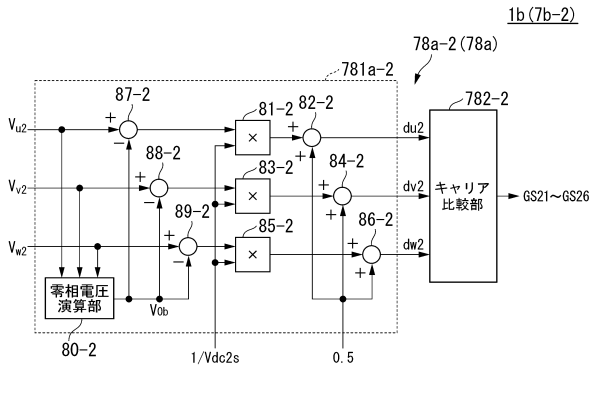 1b(7b-2)
78a-2(78a)
781a-2
87-2
81-2
82-2
782-2
Vu2
+
−
×
+
+
du2
88-2
83-2
84-2
Vv2
+
−
×
+
+
dv2
キャリア
比較部
GS21～GS26
89-2
85-2
86-2
Vw2
+
−
×
+
+
dw2
零相電圧
演算部
V0b
80-2
1/Vdc2s
0.5